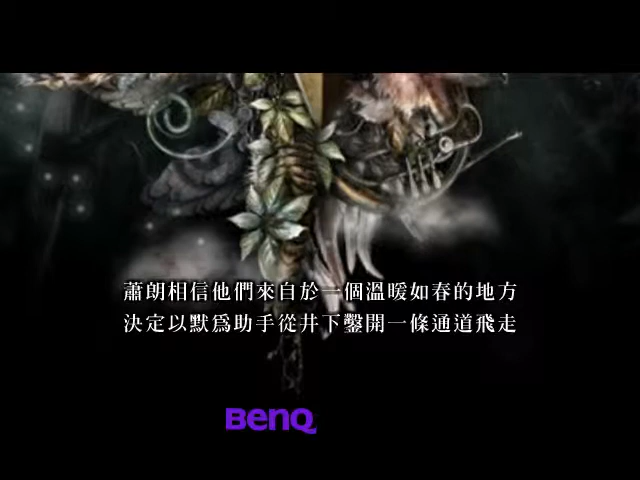 蕭朗相信他們來自於一個溫暖如春的地方
決定以默為助手從井下鑿開一條通道飛走
BenQ